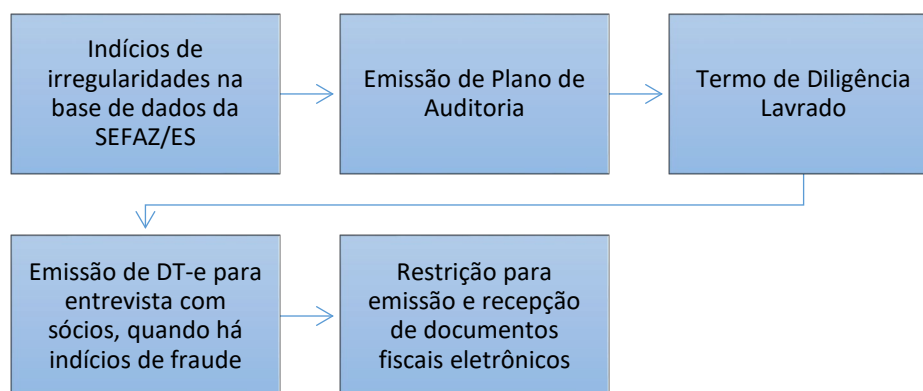 Indícios de
irregularidades na
base de dados da
SEFAZ/ES
Emissão de Plano de
Auditoria
Termo de Diligência
Lavrado
Emissão de DT-e para
entrevista com
sócios, quando há
indícios de fraude
Restrição para
emissão e recepção
de documentos
fiscais eletrônicos